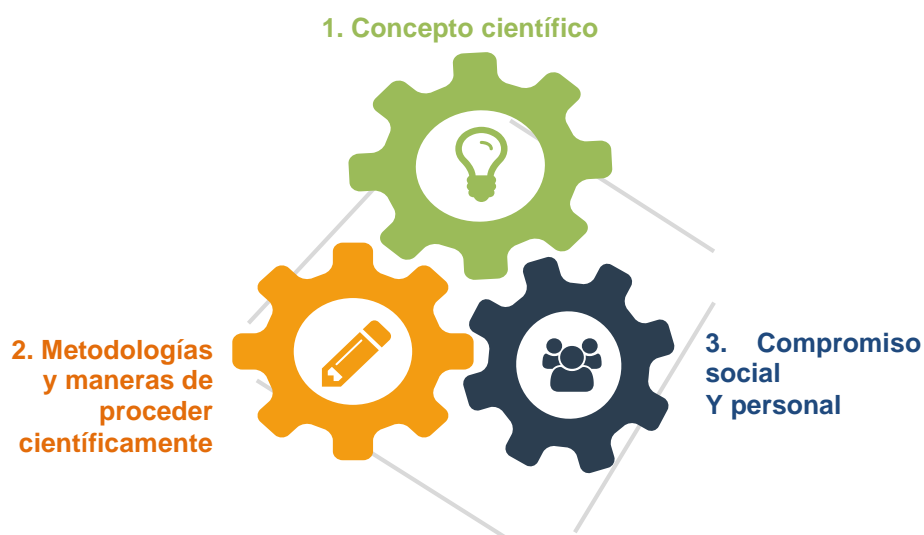 1. Concepto científico
2. Metodologías
y maneras de
proceder
científicamente
3. Compromiso
social
Y personal